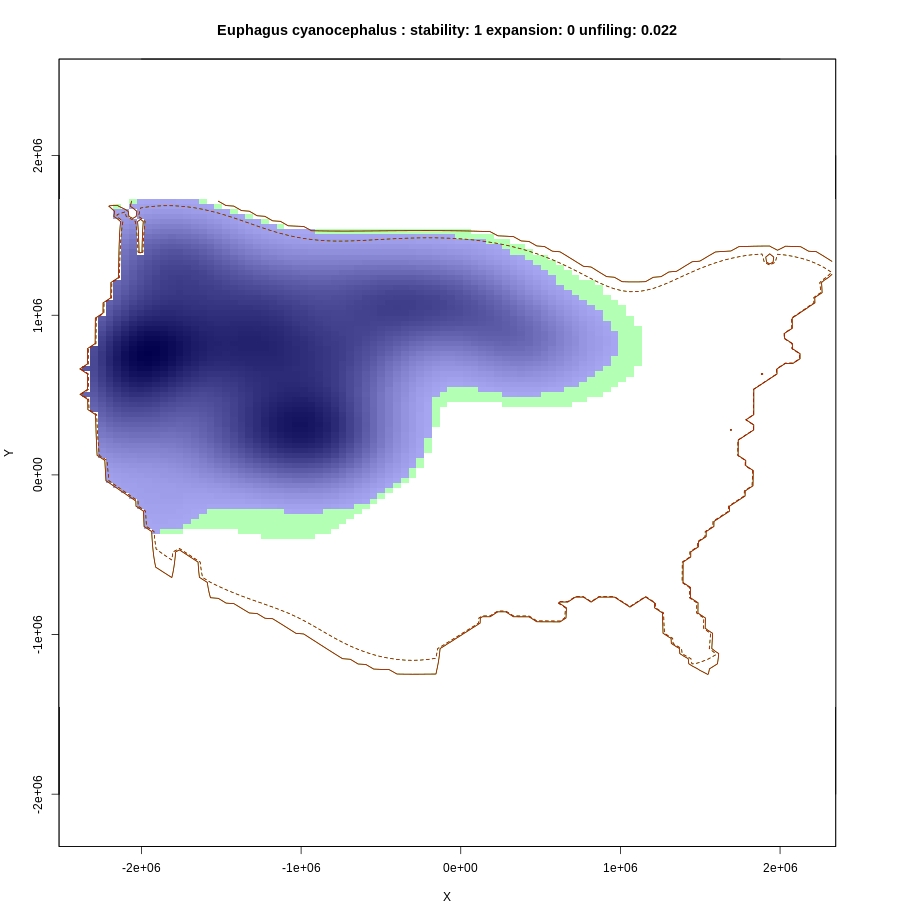 Euphagus cyanocephalus : stability: 1 expansion: 0 unfiling: 0.022
2e+06
1e+06
0e+00
-1e+06
-2e+06
Y
-2e+06 -1e+06 0e+00 1e+06 2e+06
X